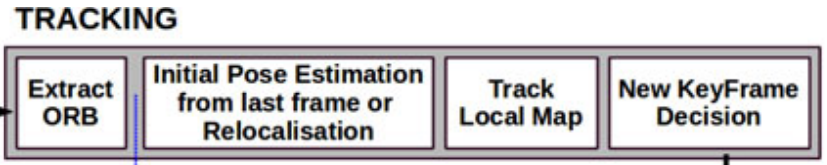 TRACKING
Extract
ORB
Initial Pose Estimation
from last frame or
Relocalisation
Track
Local Map
New KeyFrame
Decision